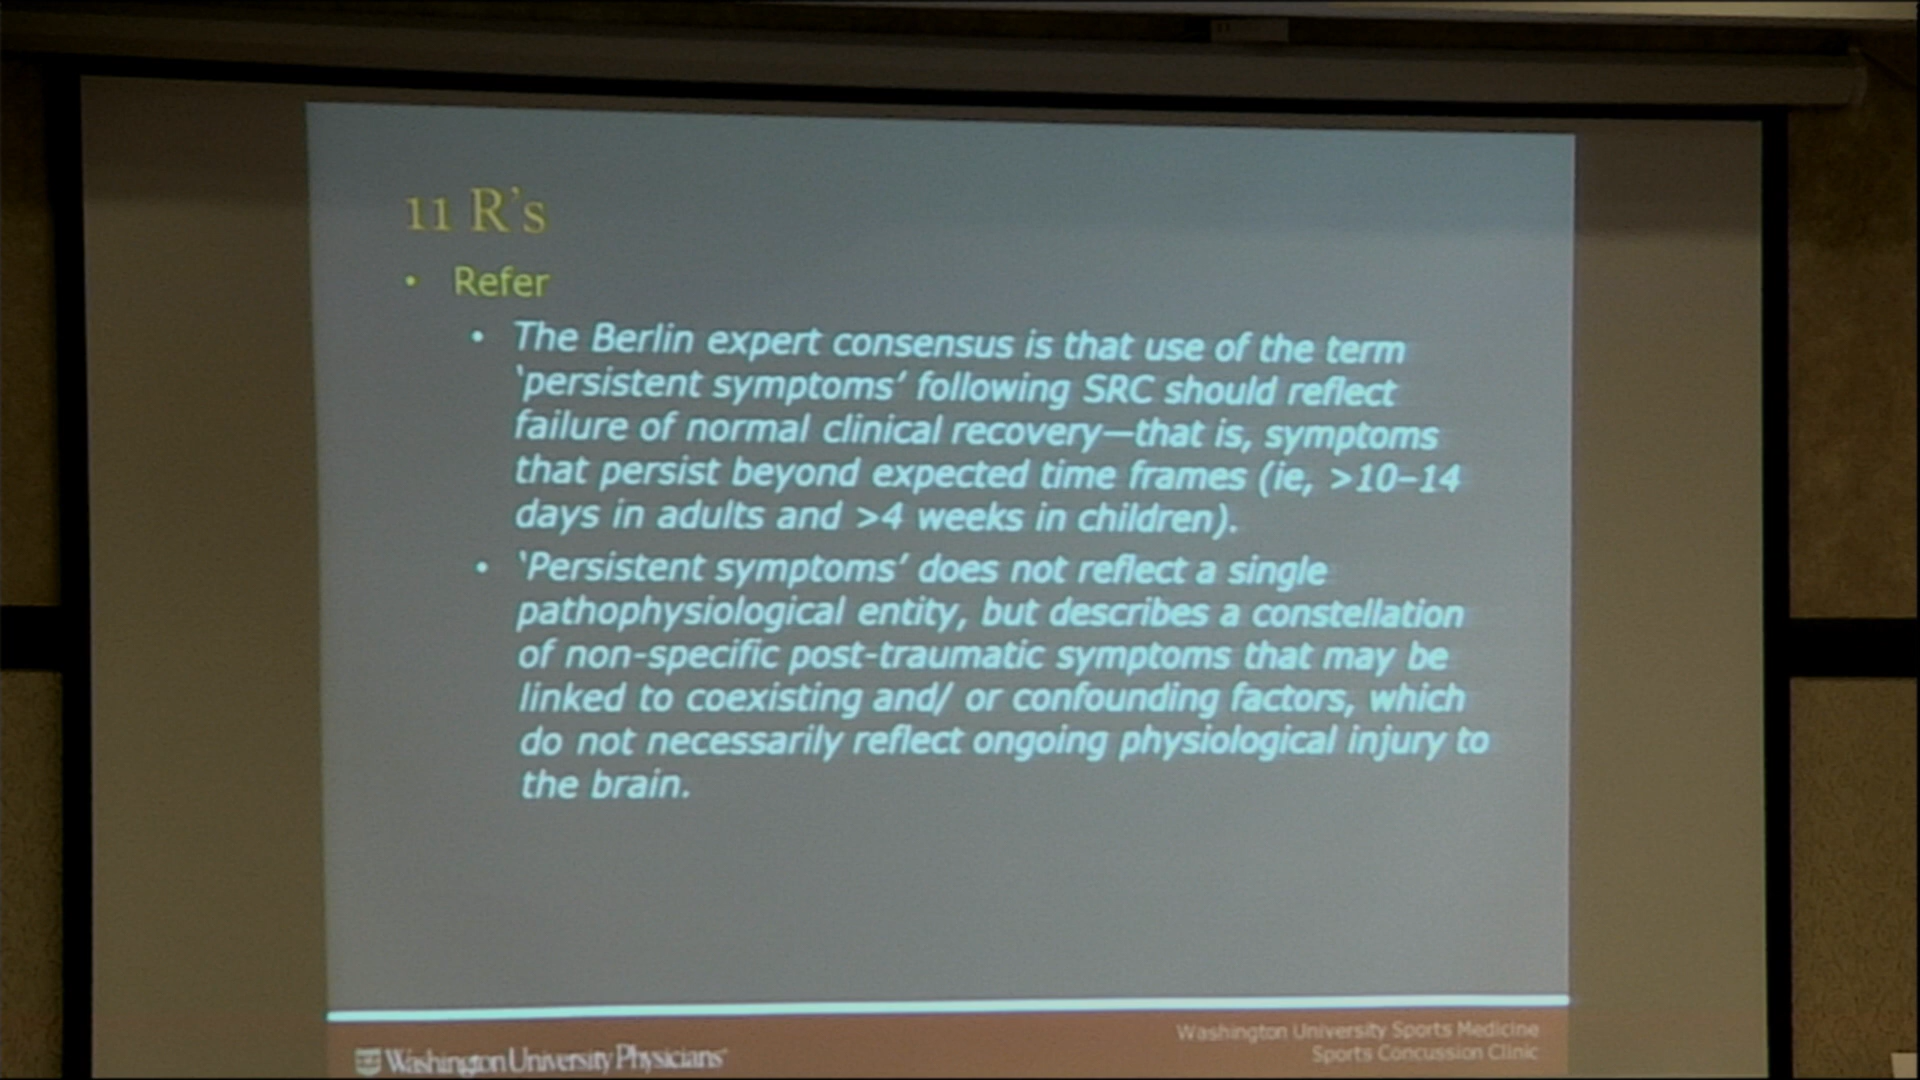 11 R's
• Refer
• The Berlin expert consensus is that use of the term
'persistent symptoms' following SRC should reflect
failure of normal clinical recovery—that is, symptoms
that persist beyond expected time frames (ie, >10–14
days in adults and >4 weeks in children).
• 'Persistent symptoms' does not reflect a single
pathophysiological entity, but describes a constellation
of non-specific post-traumatic symptoms that may be
linked to coexisting and/ or confounding factors, which
do not necessarily reflect ongoing physiological injury to
the brain.
Washington University Physicians
Washington University Sports Medicine
Sports Concussion Clinic